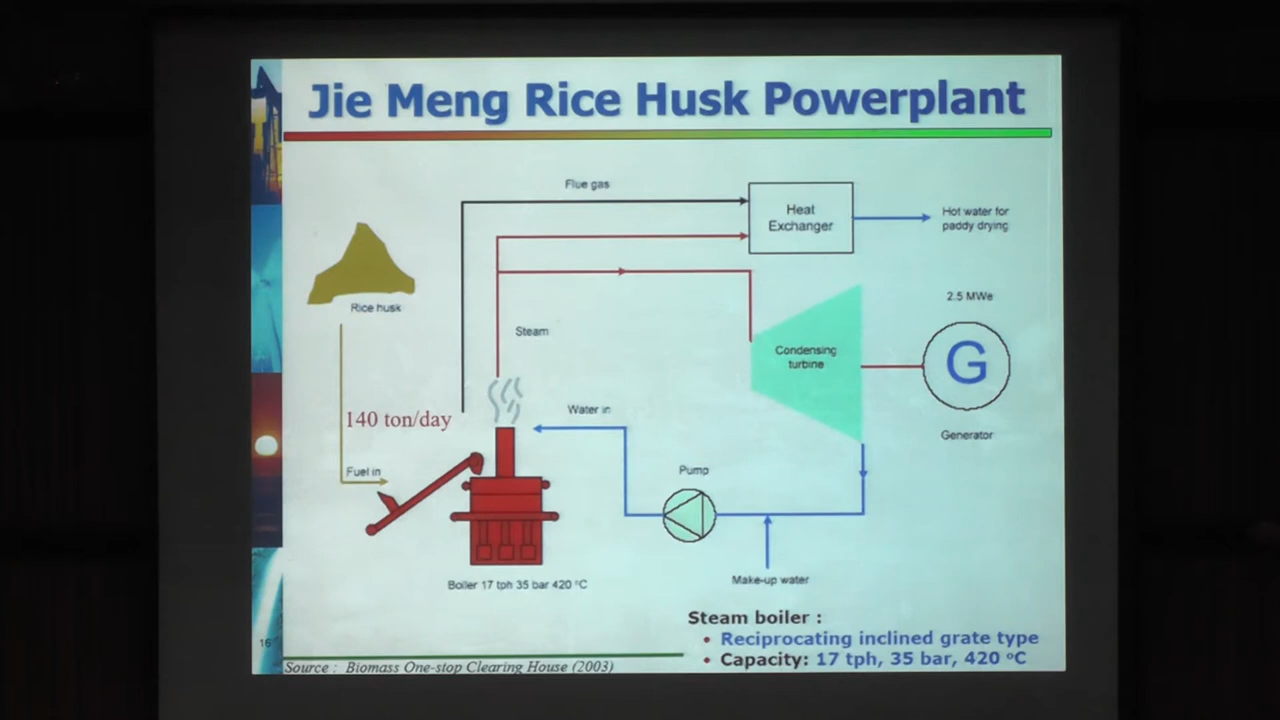 Jie Meng Rice Husk Powerplant
Flue gas
Heat
Exchanger
Hot water for
paddy drying
Rice husk
2.5 MWe
Steam
Condensing
turbine
G
140 ton/day
Water in
Generator
Fuel in
Pump
Boiler 17 tph 35 bar 420 °C
Make-up water
Steam boiler :
• Reciprocating inclined grate type
• Capacity: 17 tph, 35 bar, 420 °C
16
Source : Biomass One-stop Clearing House (2003)